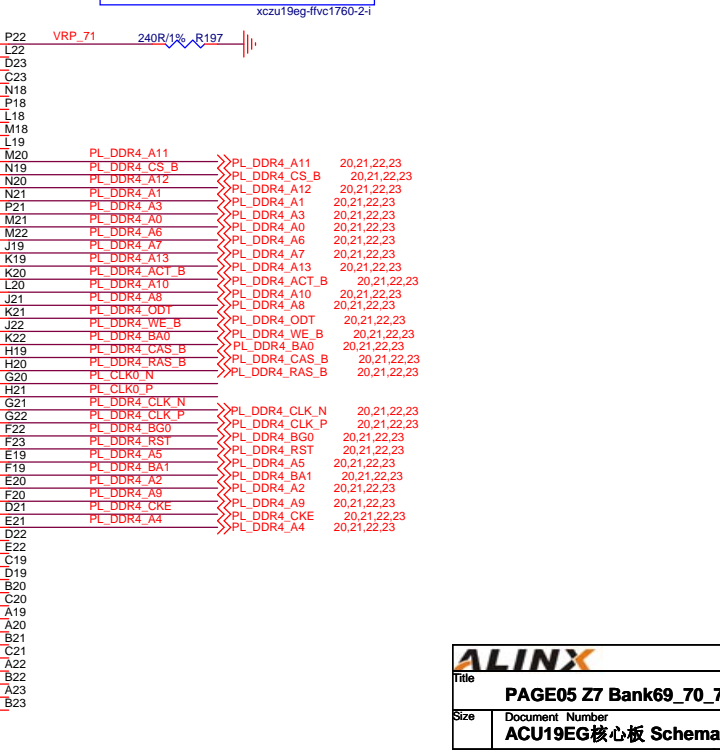 xczu19eg-ffvc1760-2-i
P22 VRP_71 240R/1% R197
L22
D23
C23
N18
P18
L18
M18
L19
M20 PL_DDR4_A11 PL_DDR4_A11 20,21,22,23
N19 PL_DDR4_CS_B PL_DDR4_CS_B 20,21,22,23
N20 PL_DDR4_A12 PL_DDR4_A12 20,21,22,23
N21 PL_DDR4_A1 PL_DDR4_A1 20,21,22,23
P21 PL_DDR4_A3 PL_DDR4_A3 20,21,22,23
M21 PL_DDR4_A0 PL_DDR4_A0 20,21,22,23
M22 PL_DDR4_A6 PL_DDR4_A6 20,21,22,23
J19 PL_DDR4_A7 PL_DDR4_A7 20,21,22,23
K19 PL_DDR4_A13 PL_DDR4_A13 20,21,22,23
K20 PL_DDR4_ACT_B PL_DDR4_ACT_B 20,21,22,23
L20 PL_DDR4_A10 PL_DDR4_A10 20,21,22,23
J21 PL_DDR4_A8 PL_DDR4_A8 20,21,22,23
K21 PL_DDR4_ODT PL_DDR4_ODT 20,21,22,23
J22 PL_DDR4_WE_B PL_DDR4_WE_B 20,21,22,23
K22 PL_DDR4_BA0 PL_DDR4_BA0 20,21,22,23
H19 PL_DDR4_CAS_B PL_DDR4_CAS_B 20,21,22,23
H20 PL_DDR4_RAS_B PL_DDR4_RAS_B 20,21,22,23
G20 PL_CLK0_N
H21 PL_CLK0_P
G21 PL_DDR4_CLK_N PL_DDR4_CLK_N 20,21,22,23
G22 PL_DDR4_CLK_P PL_DDR4_CLK_P 20,21,22,23
F22 PL_DDR4_BG0 PL_DDR4_BG0 20,21,22,23
F23 PL_DDR4_RST PL_DDR4_RST 20,21,22,23
E19 PL_DDR4_A5 PL_DDR4_A5 20,21,22,23
F19 PL_DDR4_BA1 PL_DDR4_BA1 20,21,22,23
E20 PL_DDR4_A2 PL_DDR4_A2 20,21,22,23
F20 PL_DDR4_A9 PL_DDR4_A9 20,21,22,23
D21 PL_DDR4_CKE PL_DDR4_CKE 20,21,22,23
E21 PL_DDR4_A4 PL_DDR4_A4 20,21,22,23
D22
E22
C19
D19
B20
C20
A19
A20
B21
C21
A22
B22
A23
B23
ALINX
Title
PAGE05 Z7 Bank69_70_7
Size Document Number
ACU19EG核心板 Schema